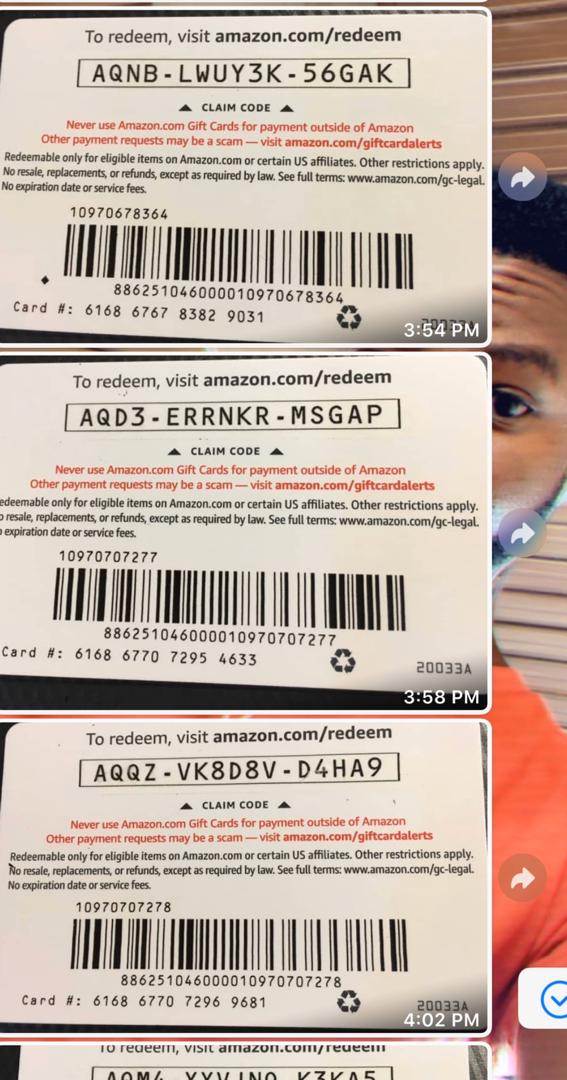 To redeem, visit amazon.com/redeem
AQNB-LWUY3K-56GAK
▲ CLAIM CODE ▲
Never use Amazon.com Gift Cards for payment outside of Amazon
Other payment requests may be a scam — visit amazon.com/giftcardalerts
Redeemable only for eligible items on Amazon.com or certain US affiliates. Other restrictions apply.
No resale, replacements, or refunds, except as required by law. See full terms: www.amazon.com/gc-legal.
No expiration date or service fees.
10970678364
886251046000010970678364
Card #: 6168 6767 8382 9031
3:54 PM
To redeem, visit amazon.com/redeem
AQD3-ERRNKR-MSGAP
▲ CLAIM CODE ▲
Never use Amazon.com Gift Cards for payment outside of Amazon
Other payment requests may be a scam — visit amazon.com/giftcardalerts
edeemable only for eligible items on Amazon.com or certain US affiliates. Other restrictions apply.
o resale, replacements, or refunds, except as required by law. See full terms: www.amazon.com/gc-legal.
expiration date or service fees.
10970707277
886251046000010970707277
Card #: 6168 6770 7295 4633
20033A
3:58 PM
To redeem, visit amazon.com/redeem
AQQZ-VK8D8V-D4HA9
▲ CLAIM CODE ▲
Never use Amazon.com Gift Cards for payment outside of Amazon
Other payment requests may be a scam — visit amazon.com/giftcardalerts
Redeemable only for eligible items on Amazon.com or certain US affiliates. Other restrictions apply.
No resale, replacements, or refunds, except as required by law. See full terms: www.amazon.com/gc-legal.
No expiration date or service fees.
10970707278
886251046000010970707278
Card #: 6168 6770 7296 9681
20033A
4:02 PM
To redeem, visit amazon.com/redeem